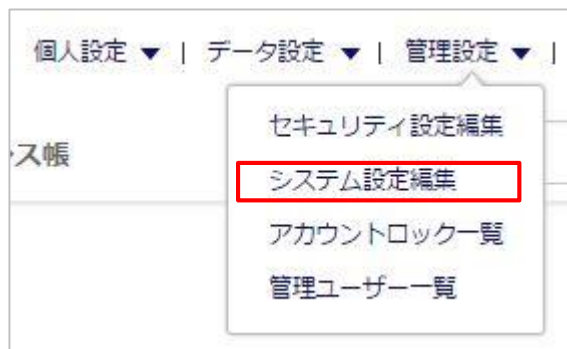 個人設定 ▼ | データ設定 ▼ | 管理設定 ▼ |
セキュリティ設定編集
ス帳
システム設定編集
アカウントロック一覧
管理ユーザー一覧